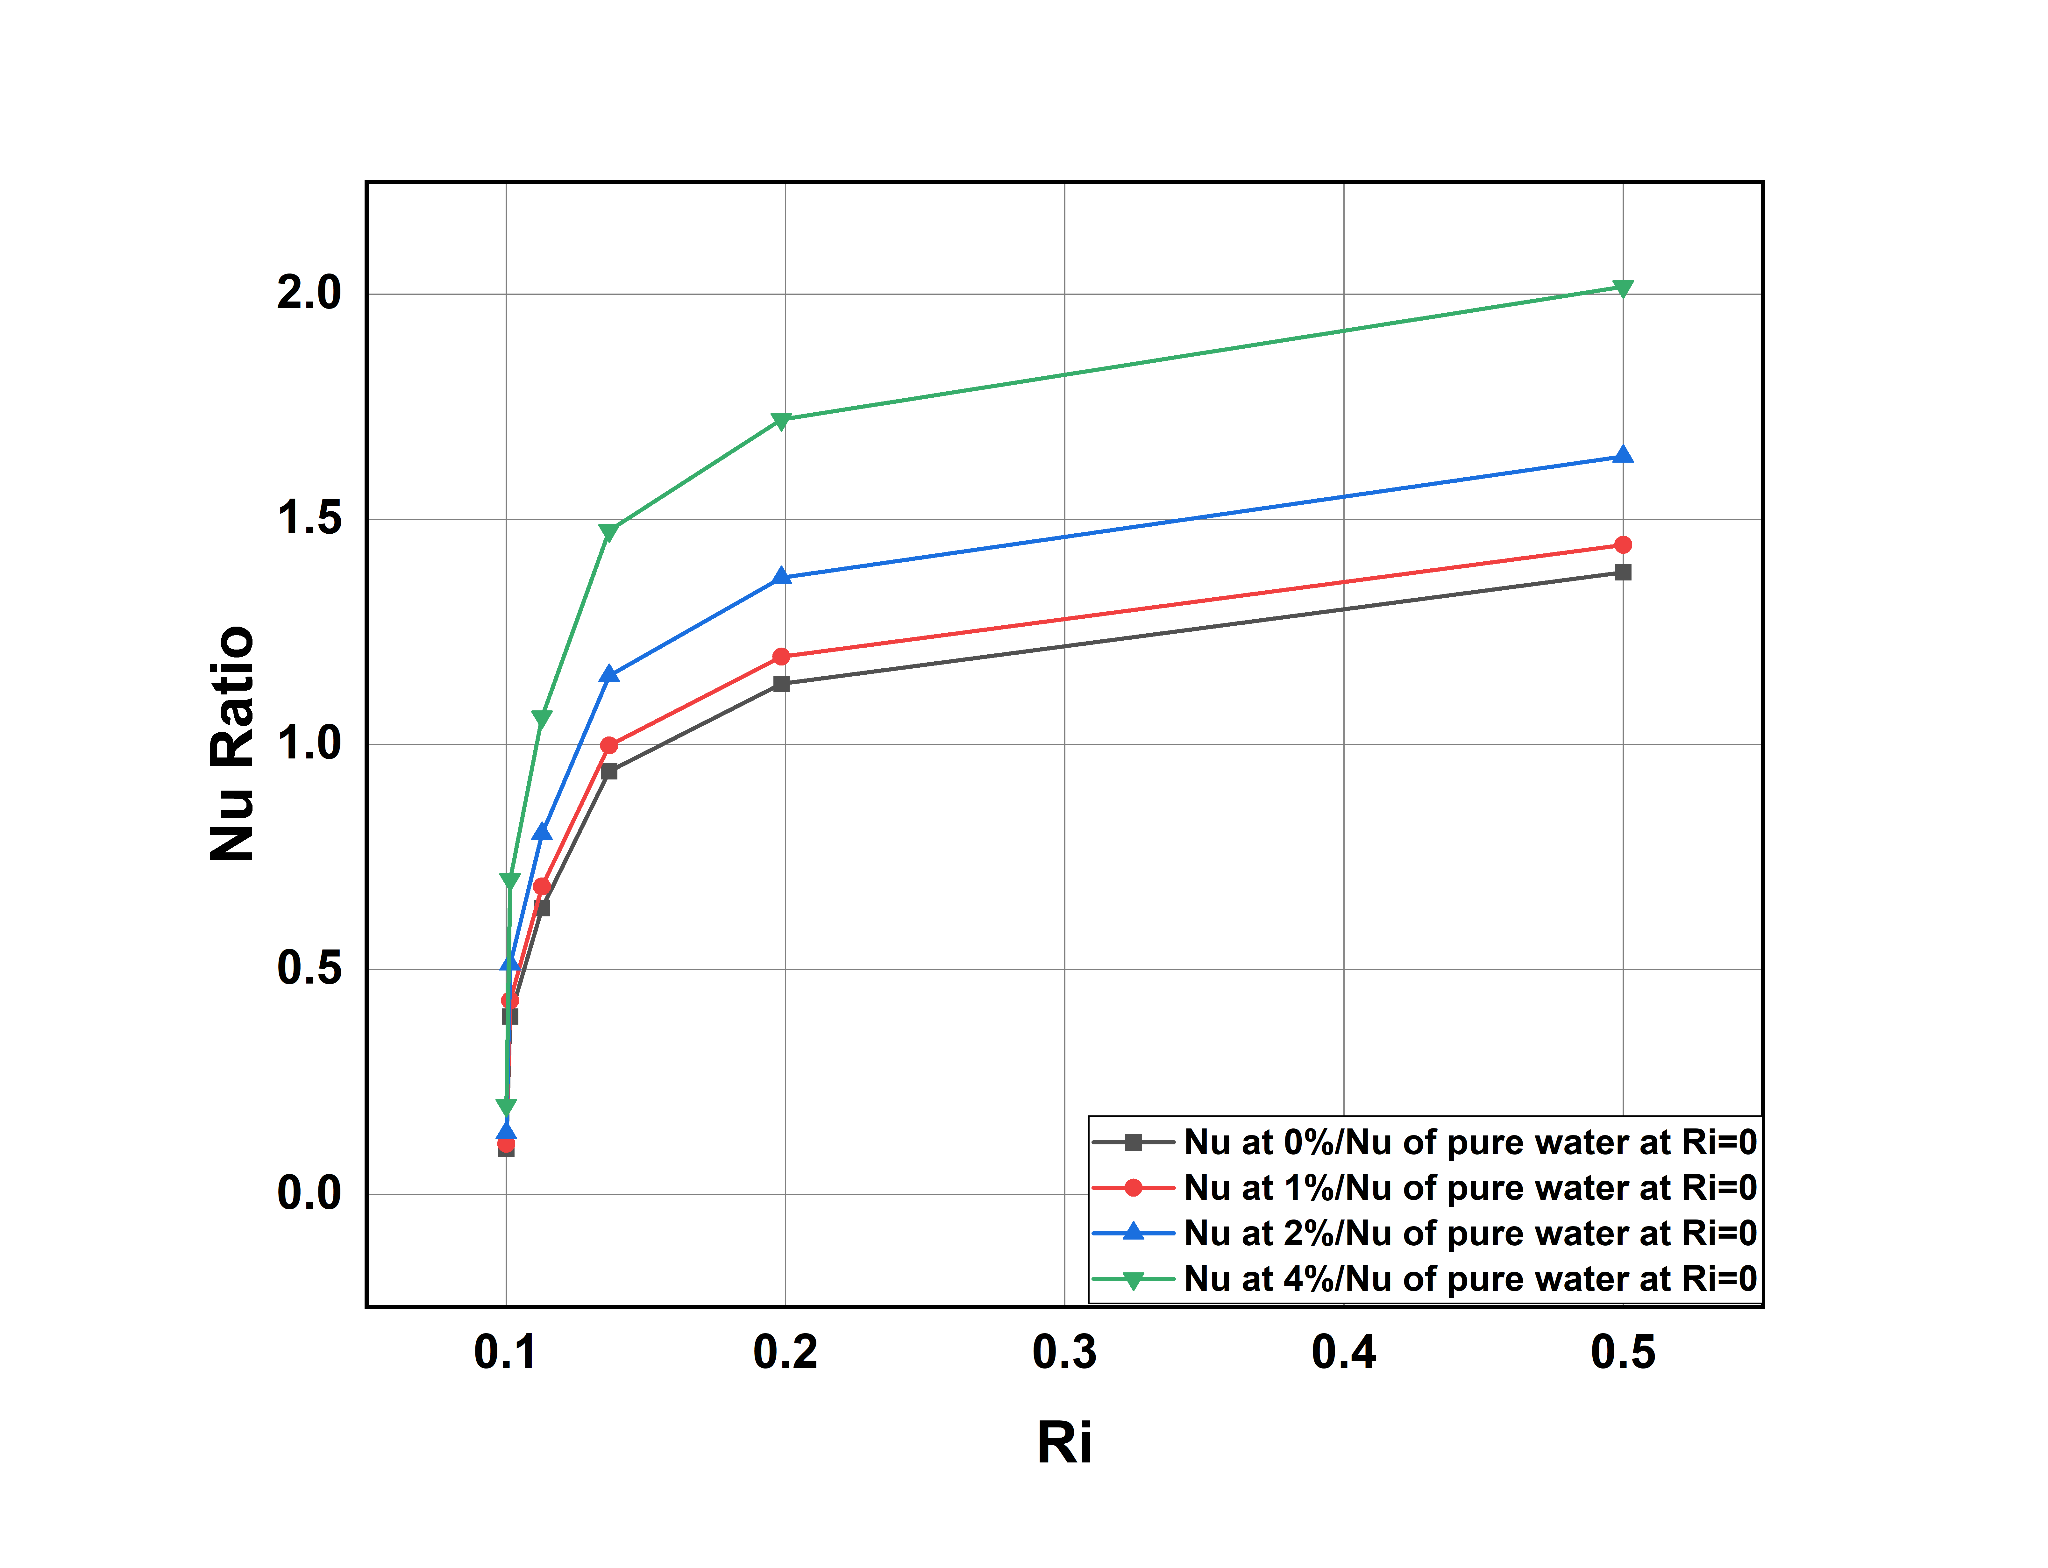 2.0
1.5
1.0
0.5
0.0
Nu Ratio
Nu at 0%/Nu of pure water at Ri=0
Nu at 1%/Nu of pure water at Ri=0
Nu at 2%/Nu of pure water at Ri=0
Nu at 4%/Nu of pure water at Ri=0
0.1 0.2 0.3 0.4 0.5
Ri